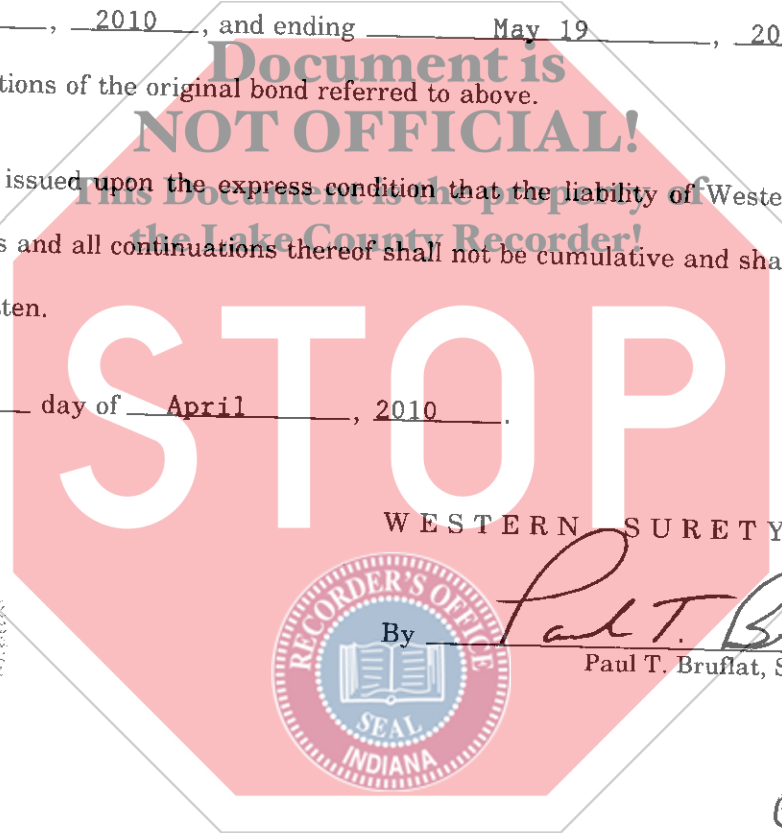 , 2010, and ending May 19, 20
Document is
tions of the original bond referred to above.
NOT OFFICIAL!
issued upon the express condition that the liability of Weste
This Document is the property of
the Lake County Recorder!
s and all continuations thereof shall not be cumulative and sha
ten.
STOP
day of April, 2010.
WESTERN SURETY
RECORDER'S OFFICE
By Paul T. B
Paul T. Bruflat, S
SEAL
INDIANA